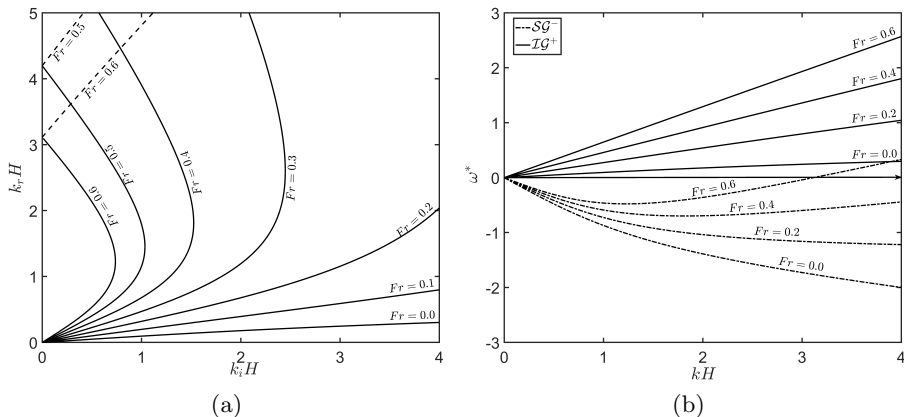 5
4
3
2
1
0
k_r H
0
1
2
3
4
k_i H
Fr = 0.5
Fr = 0.6
Fr = 0.6
Fr = 0.5
Fr = 0.4
Fr = 0.3
Fr = 0.2
Fr = 0.1
Fr = 0.0
(a)
3
2
1
0
-1
-2
-3
ω*
0
1
2
3
4
kH
SG⁻
IG⁺
Fr = 0.6
Fr = 0.4
Fr = 0.2
Fr = 0.0
Fr = 0.6
Fr = 0.4
Fr = 0.2
Fr = 0.0
(b)